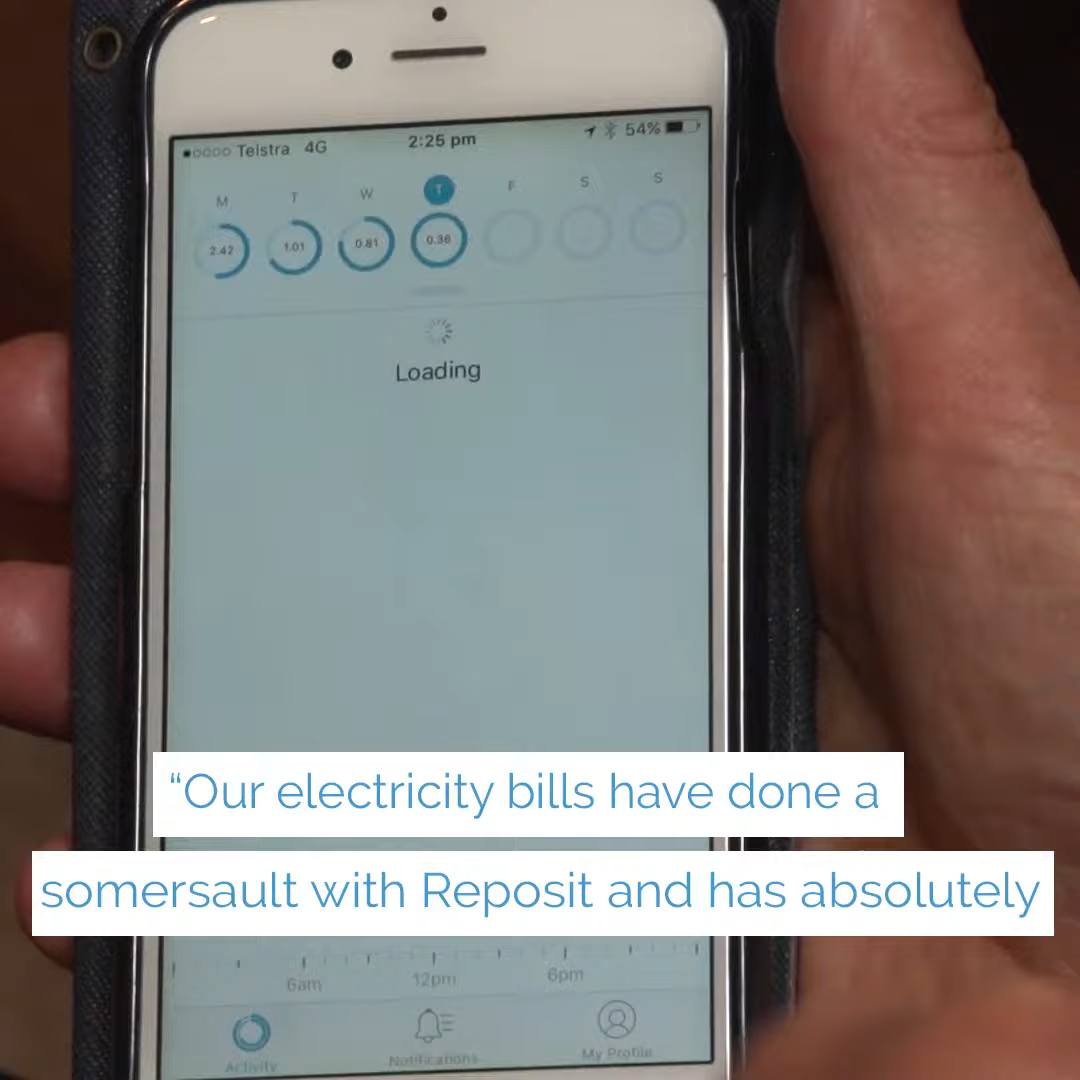 Telstra 4G 2:25 pm 54%
M T W T F S S
2.42 1.01 0.81 0.36
Loading
“Our electricity bills have done a
somersault with Reposit and has absolutely
6am 12pm 6pm
Activity Notifications My Profile